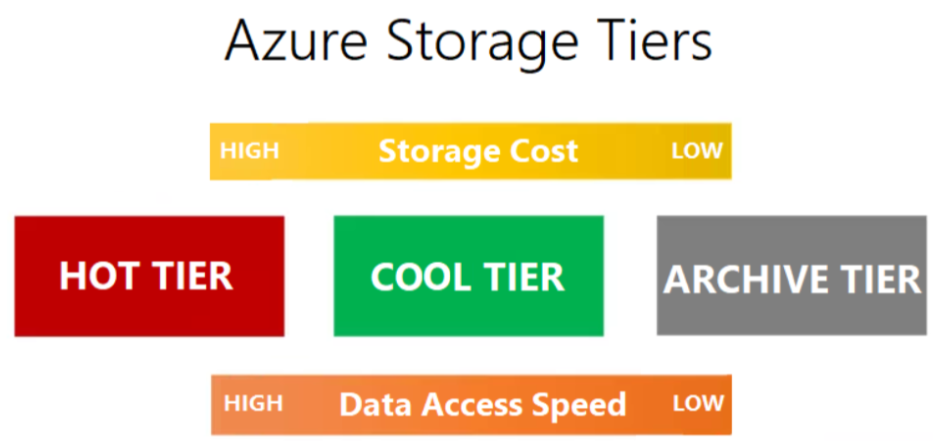 Azure Storage Tiers
HIGH Storage Cost LOW
HOT TIER COOL TIER ARCHIVE TIER
HIGH Data Access Speed LOW